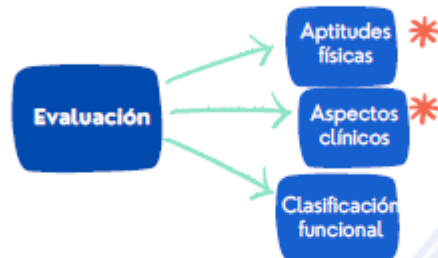 Evaluación
Aptitudes
físicas
Aspectos
clínicos
Clasificación
funcional